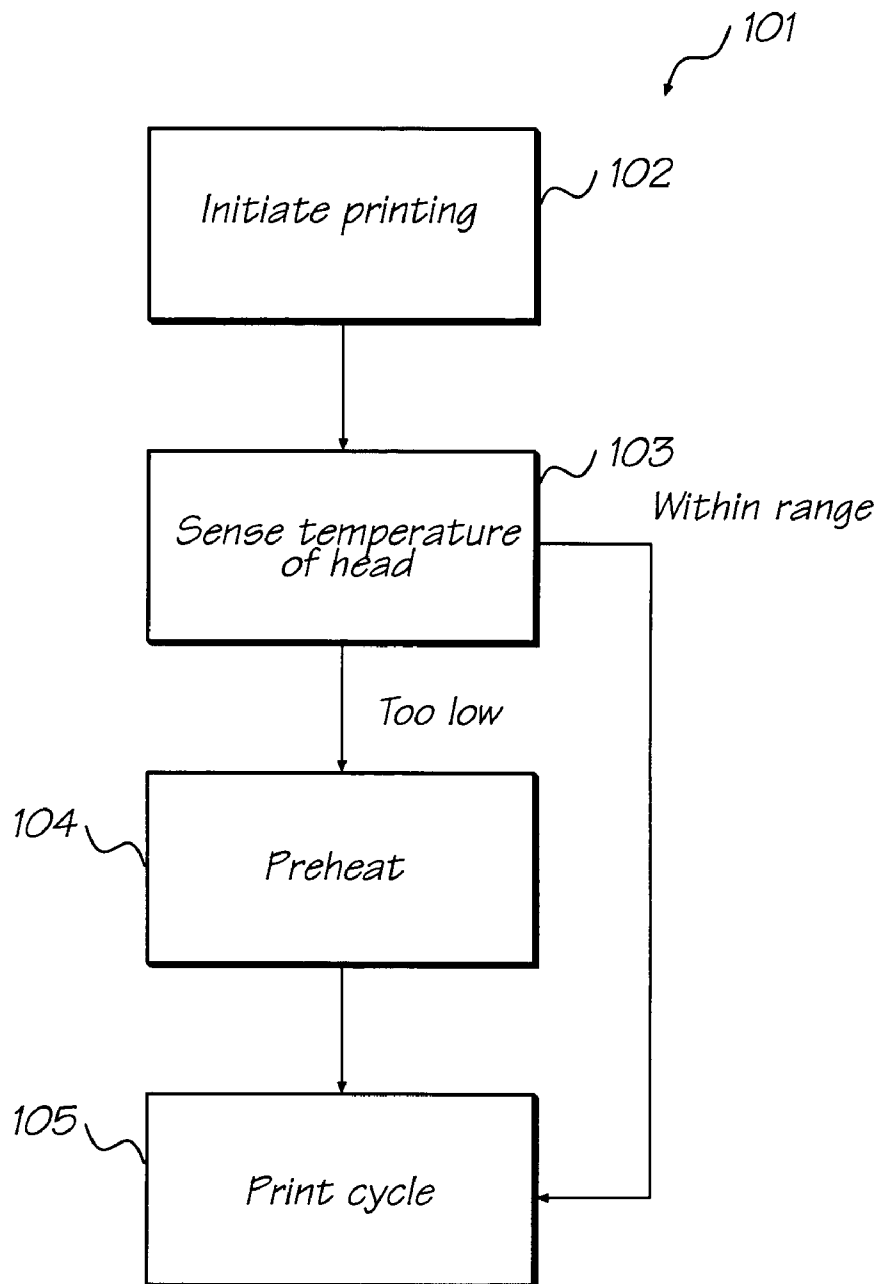 101
Initiate printing
102
103
Within range
Sense temperature
of head
Too low
104
Preheat
105
Print cycle